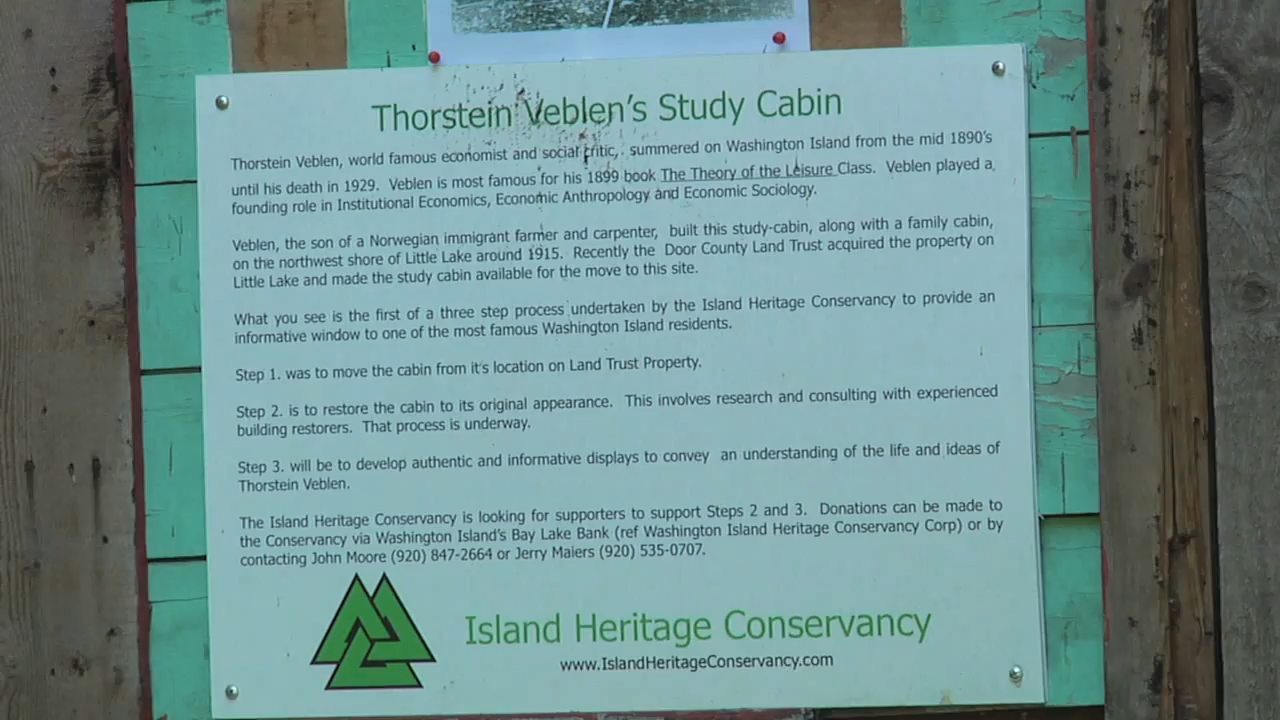 Thorstein Veblen's Study Cabin
Thorstein Veblen, world famous economist and social critic, summered on Washington Island from the mid 1890's
until his death in 1929. Veblen is most famous for his 1899 book The Theory of the Leisure Class. Veblen played a
founding role in Institutional Economics, Economic Anthropology and Economic Sociology.
Veblen, the son of a Norwegian immigrant farmer and carpenter, built this study-cabin, along with a family cabin,
on the northwest shore of Little Lake around 1915. Recently the Door County Land Trust acquired the property on
Little Lake and made the study cabin available for the move to this site.
What you see is the first of a three step process undertaken by the Island Heritage Conservancy to provide an
informative window to one of the most famous Washington Island residents.
Step 1. was to move the cabin from it's location on Land Trust Property.
Step 2. is to restore the cabin to its original appearance. This involves research and consulting with experienced
building restorers. That process is underway.
Step 3. will be to develop authentic and informative displays to convey an understanding of the life and ideas of
Thorstein Veblen.
The Island Heritage Conservancy is looking for supporters to support Steps 2 and 3. Donations can be made to
the Conservancy via Washington Island's Bay Lake Bank (ref Washington Island Heritage Conservancy Corp) or by
contacting John Moore (920) 847-2664 or Jerry Maiers (920) 535-0707.
Island Heritage Conservancy
www.IslandHeritageConservancy.com